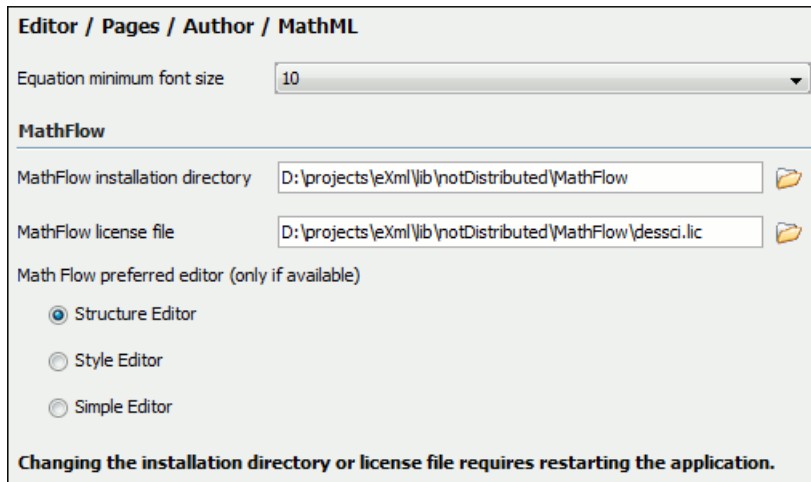 Editor / Pages / Author / MathML
Equation minimum font size 10
MathFlow
MathFlow installation directory D:\projects\eXml\lib\notDistributed\MathFlow
MathFlow license file D:\projects\eXml\lib\notDistributed\MathFlow\dessci.lic
Math Flow preferred editor (only if available)
Structure Editor
Style Editor
Simple Editor
Changing the installation directory or license file requires restarting the application.